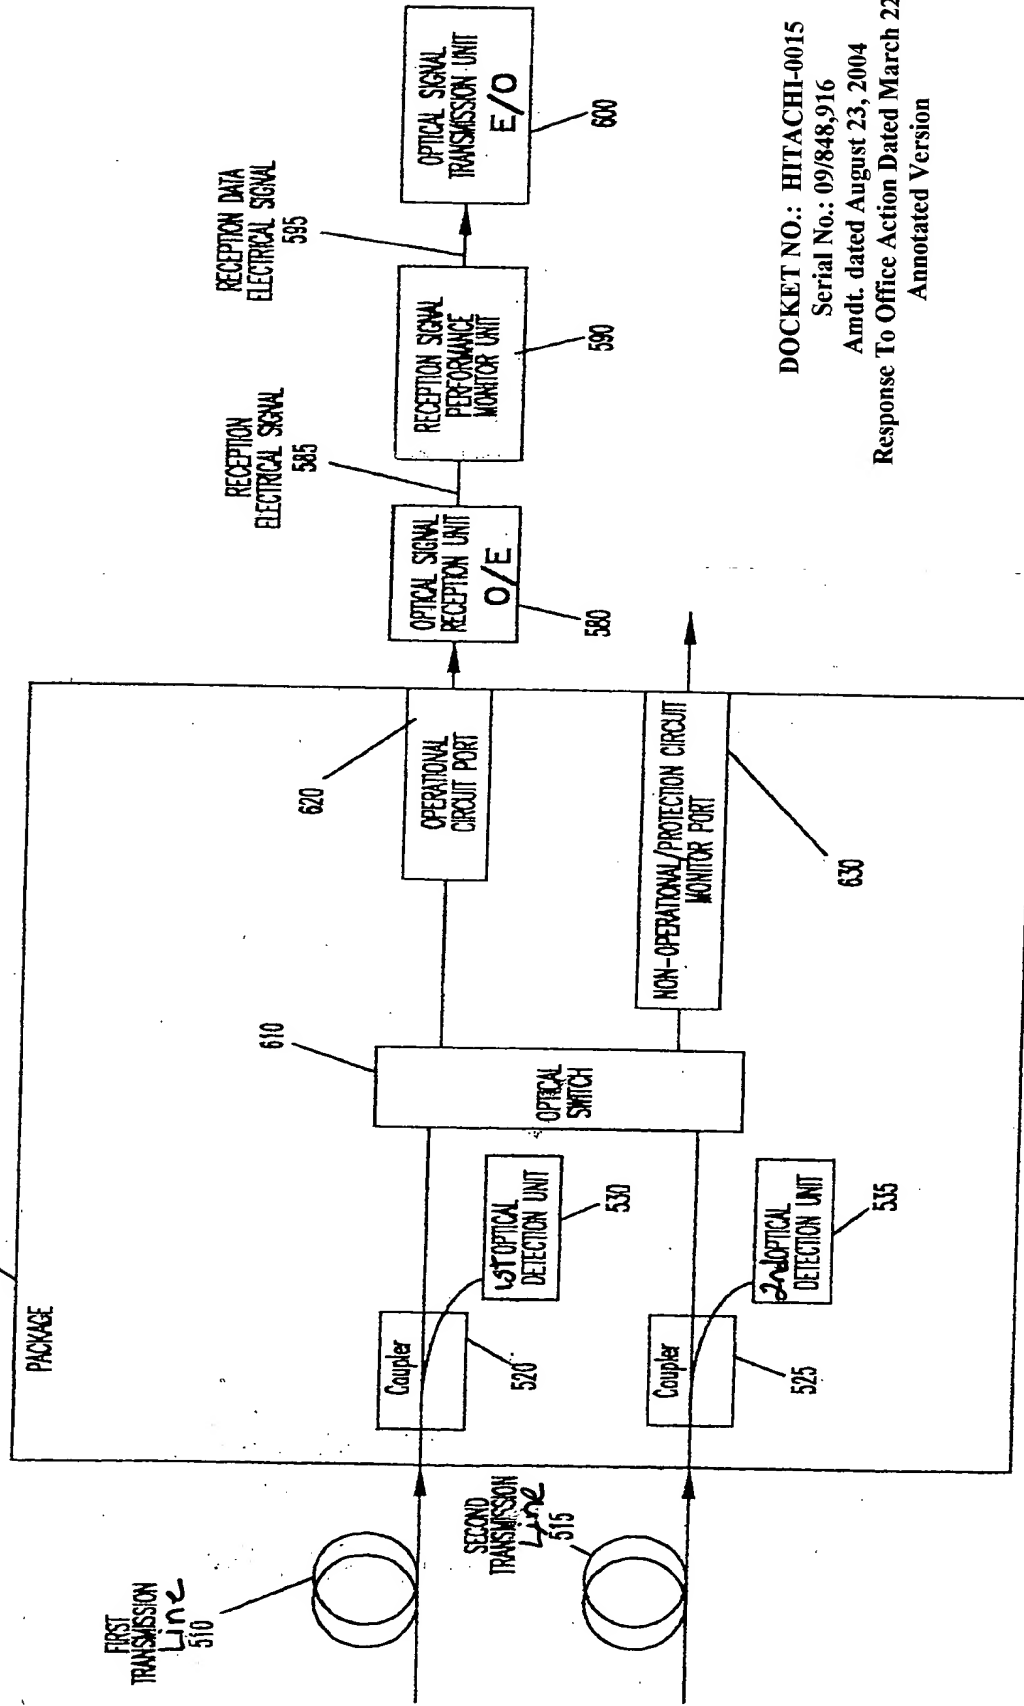 DOCKET NO.: HITACHI-0015
Serial No.: 09/848,916
Amdt. dated August 23, 2004
Response To Office Action Dated March 22
Annotated Version
PACKAGE
FIRST
TRANSMISSION
Line
510
SECOND
TRANSMISSION
Line
515
Coupler
520
Coupler
525
1st OPTICAL
DETECTION UNIT
530
2nd OPTICAL
DETECTION UNIT
535
OPTICAL
SWITCH
610
OPERATIONAL
CIRCUIT PORT
620
NON-OPERATIONAL/PROTECTION CIRCUIT
MONITOR PORT
630
OPTICAL SIGNAL
RECEPTION UNIT
O/E
580
RECEPTION
ELECTRICAL SIGNAL
585
RECEPTION SIGNAL
PERFORMANCE
MONITOR UNIT
590
RECEPTION DATA
ELECTRICAL SIGNAL
595
OPTICAL SIGNAL
TRANSMISSION UNIT
E/O
600